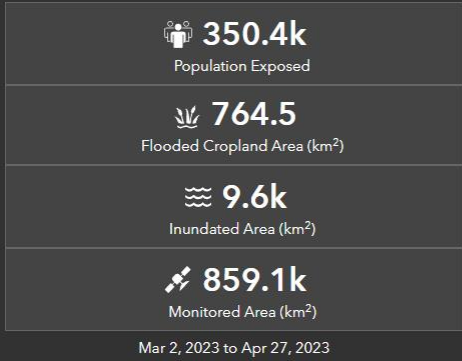 350.4k
Population Exposed
764.5
Flooded Cropland Area (km²)
9.6k
Inundated Area (km²)
859.1k
Monitored Area (km²)
Mar 2, 2023 to Apr 27, 2023